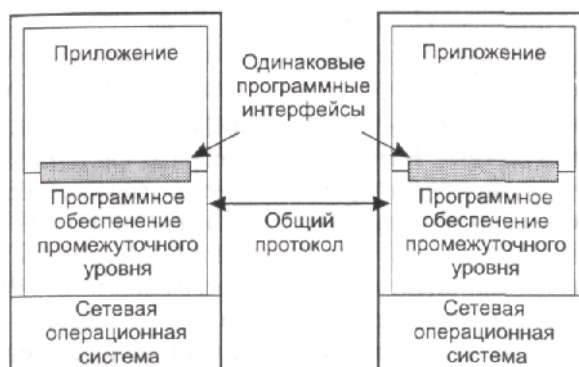 Приложение
Одинаковые
программные
интерфейсы
Приложение
Программное
обеспечение
промежуточного
уровня
Общий
протокол
Программное
обеспечение
промежуточного
уровня
Сетевая
операционная
система
Сетевая
операционная
система